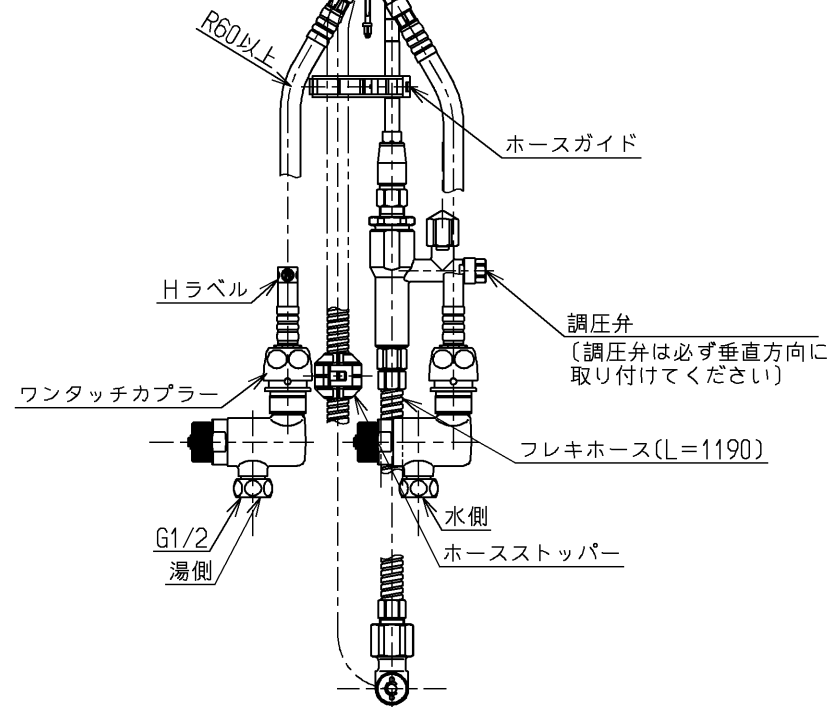 R60以上
ホースガイド
Hラベル
調圧弁
〔調圧弁は必ず垂直方向に
取り付けてください〕
ワンタッチカプラー
フレキホース(L=1190)
水側
G1/2
ホースストッパー
湯側